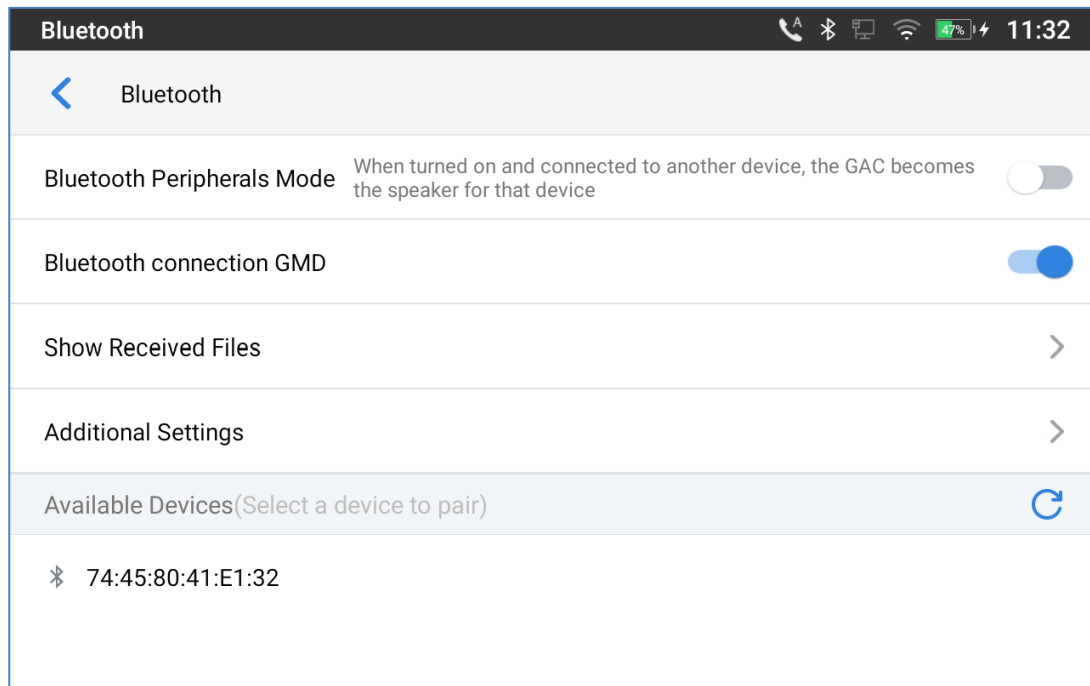 Bluetooth A 47% 11:32
Bluetooth
Bluetooth Peripherals Mode When turned on and connected to another device, the GAC becomes
the speaker for that device
Bluetooth connection GMD
Show Received Files
Additional Settings
Available Devices(Select a device to pair)
74:45:80:41:E1:32